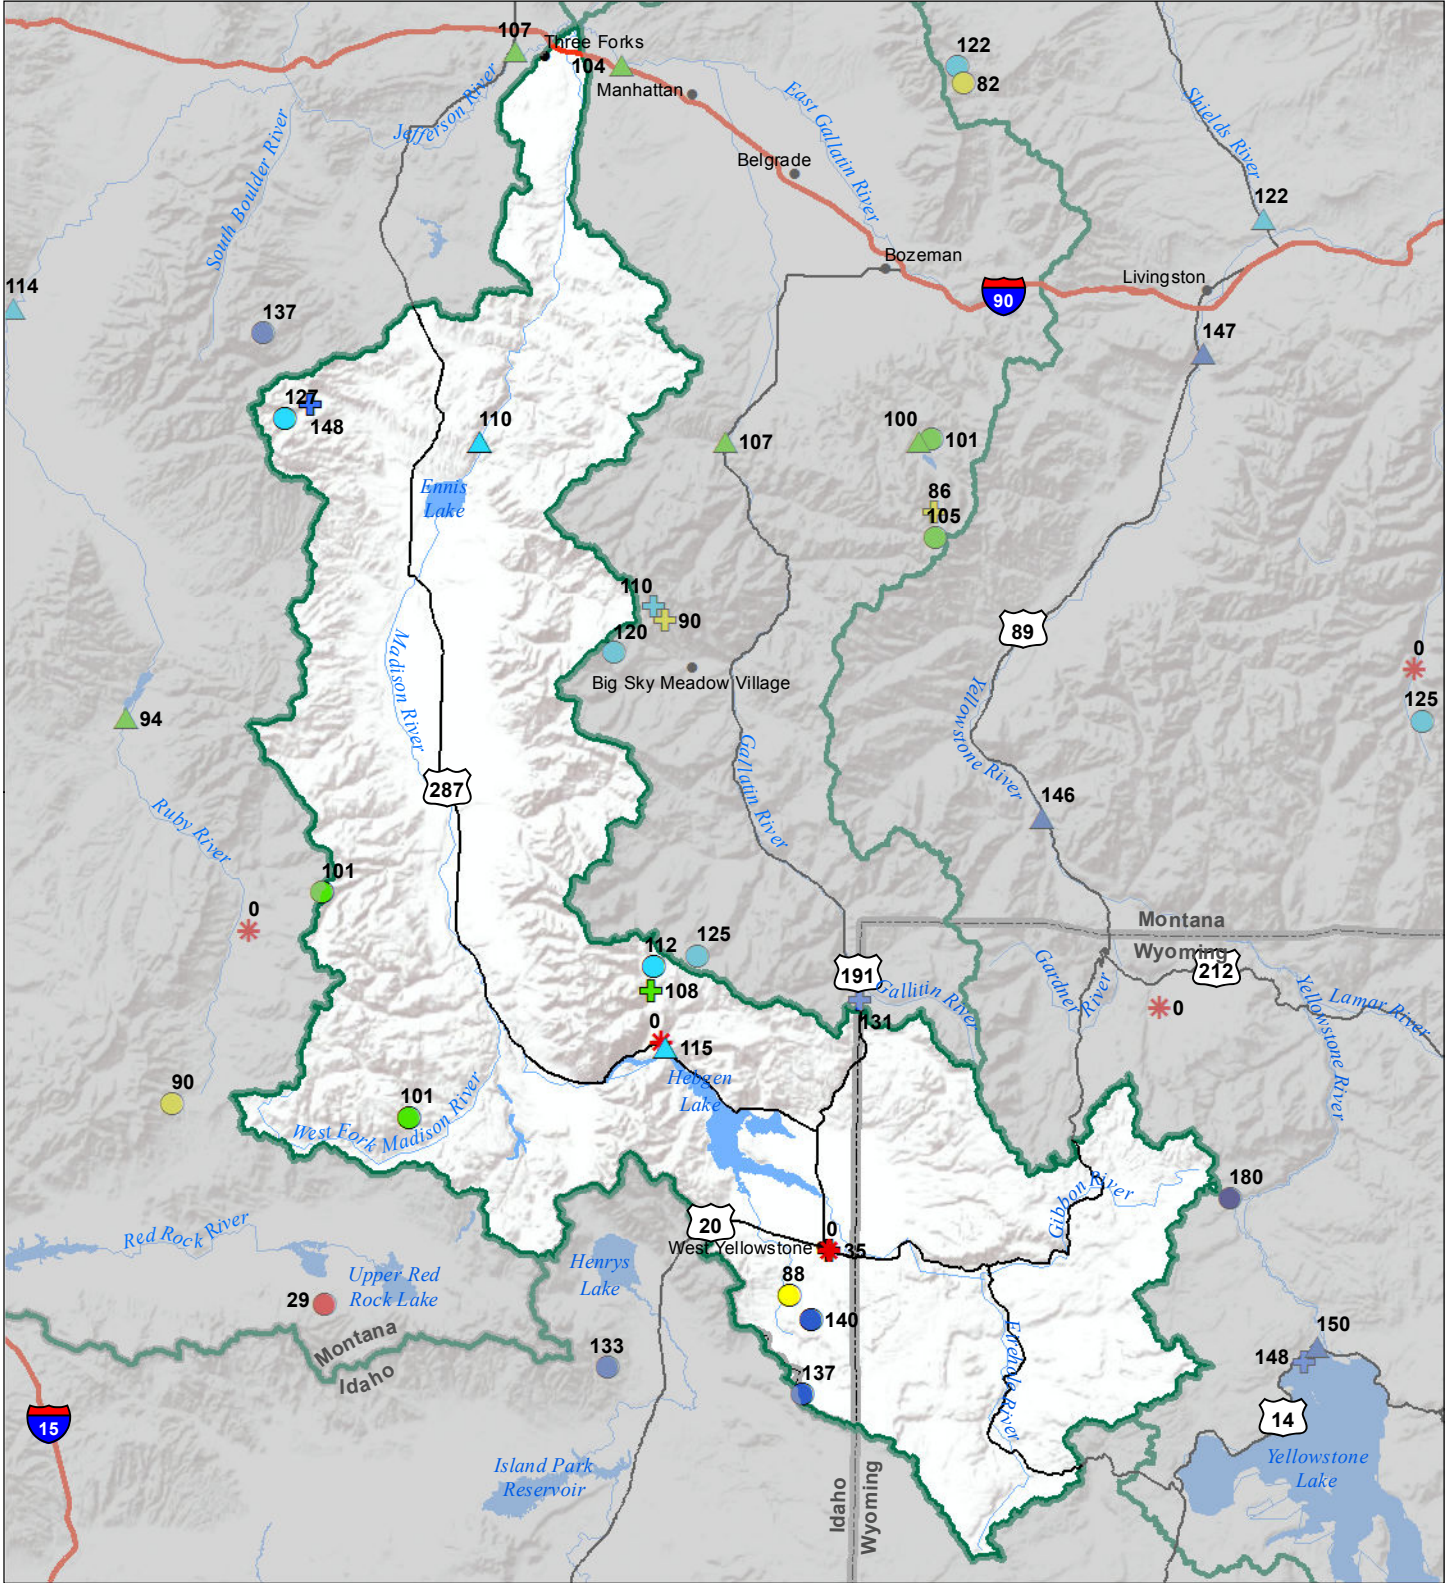 107
Three Forks
104
Manhattan
122
82
Jefferson River
East Gallatin River
Shields River
South Boulder River
Belgrade
122
Bozeman
Livingston
90
114
137
147
127
148
110
107
100
101
Ennis
Lake
86
105
110
90
120
Big Sky Meadow Village
89
0
125
Madison River
94
Yellowstone River
Gallatin River
287
146
Ruby River
101
0
Montana
Wyoming
112
125
191
212
108
Gallitin River
131
Gardner
River
0
Yellowstone River
Lamar River
0
115
Hebgen
Lake
90
101
West Fork Madison River
180
Gibbon River
20
0
West Yellowstone
35
Red Rock River
Henrys
Lake
Upper Red
Rock Lake
29
88
140
Firehole River
Montana
Idaho
133
137
150
148
15
14
Island Park
Reservoir
Idaho
Wyoming
Yellowstone
Lake